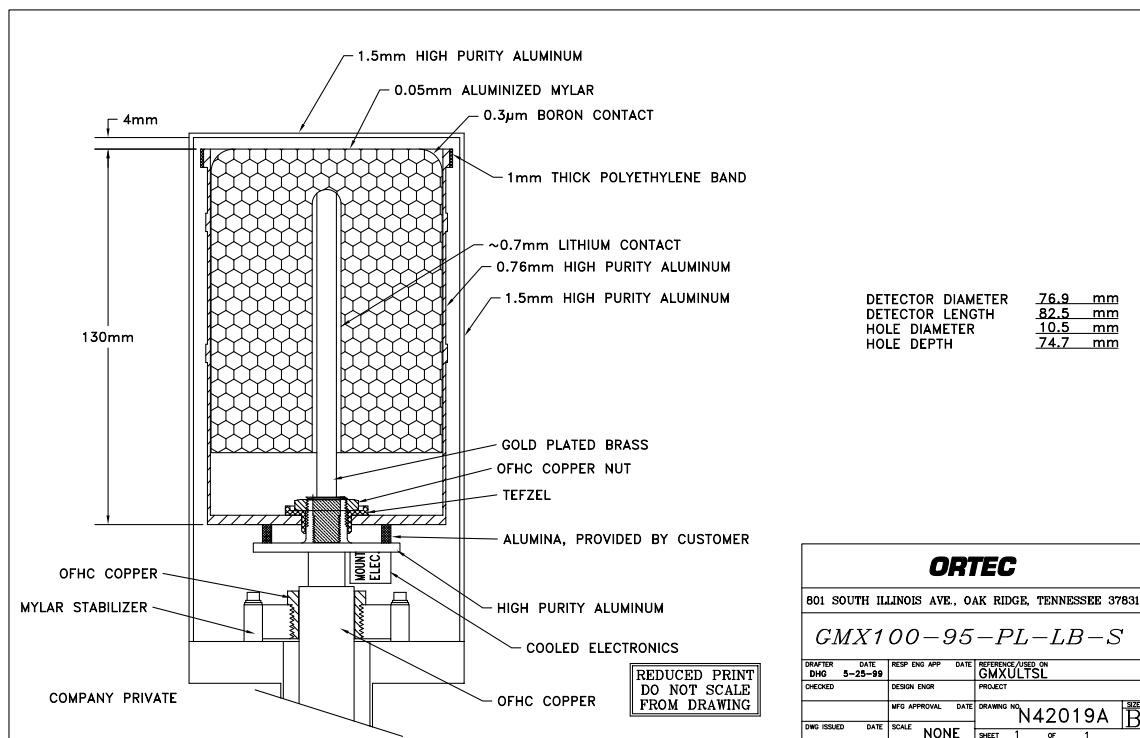 1.5mm HIGH PURITY ALUMINUM
0.05mm ALUMINIZED MYLAR
0.3µm BORON CONTACT
4mm
1mm THICK POLYETHYLENE BAND
~0.7mm LITHIUM CONTACT
0.76mm HIGH PURITY ALUMINUM
1.5mm HIGH PURITY ALUMINUM
130mm
DETECTOR DIAMETER 76.9 mm
DETECTOR LENGTH 82.5 mm
HOLE DIAMETER 10.5 mm
HOLE DEPTH 74.7 mm
GOLD PLATED BRASS
OFHC COPPER NUT
TEFZEL
ALUMINA, PROVIDED BY CUSTOMER
MOUNT
ELEC.
OFHC COPPER
MYLAR STABILIZER
HIGH PURITY ALUMINUM
COOLED ELECTRONICS
OFHC COPPER
COMPANY PRIVATE
REDUCED PRINT
DO NOT SCALE
FROM DRAWING
ORTEC
801 SOUTH ILLINOIS AVE., OAK RIDGE, TENNESSEE 37831
GMX100-95-PL-LB-S
DRAFTER DATE RESP ENG APP DATE REFERENCE/USED ON
DHG 5-25-99 GMXULTSL
CHECKED DESIGN ENGR PROJECT
MFG APPROVAL DATE DRAWING NO. N42019A SIZE B
DWG ISSUED DATE SCALE NONE SHEET 1 OF 1